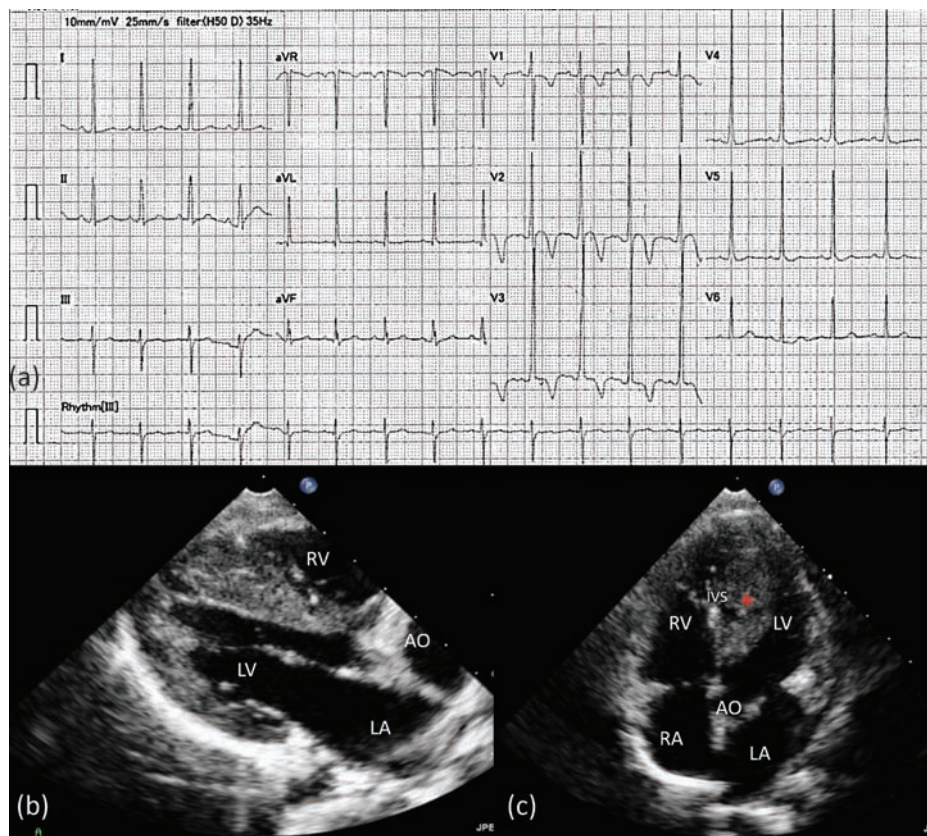 10mm/mV 25mm/s filter:(H50 D) 35Hz
I aVR V1 V4
II aVL V2 V5
III aVF V3 V6
(a)
Rhythm[III]
P
RV
AO
LV
LA
(b)
JPE
P
IVS
RV LV
AO
RA LA
(c)